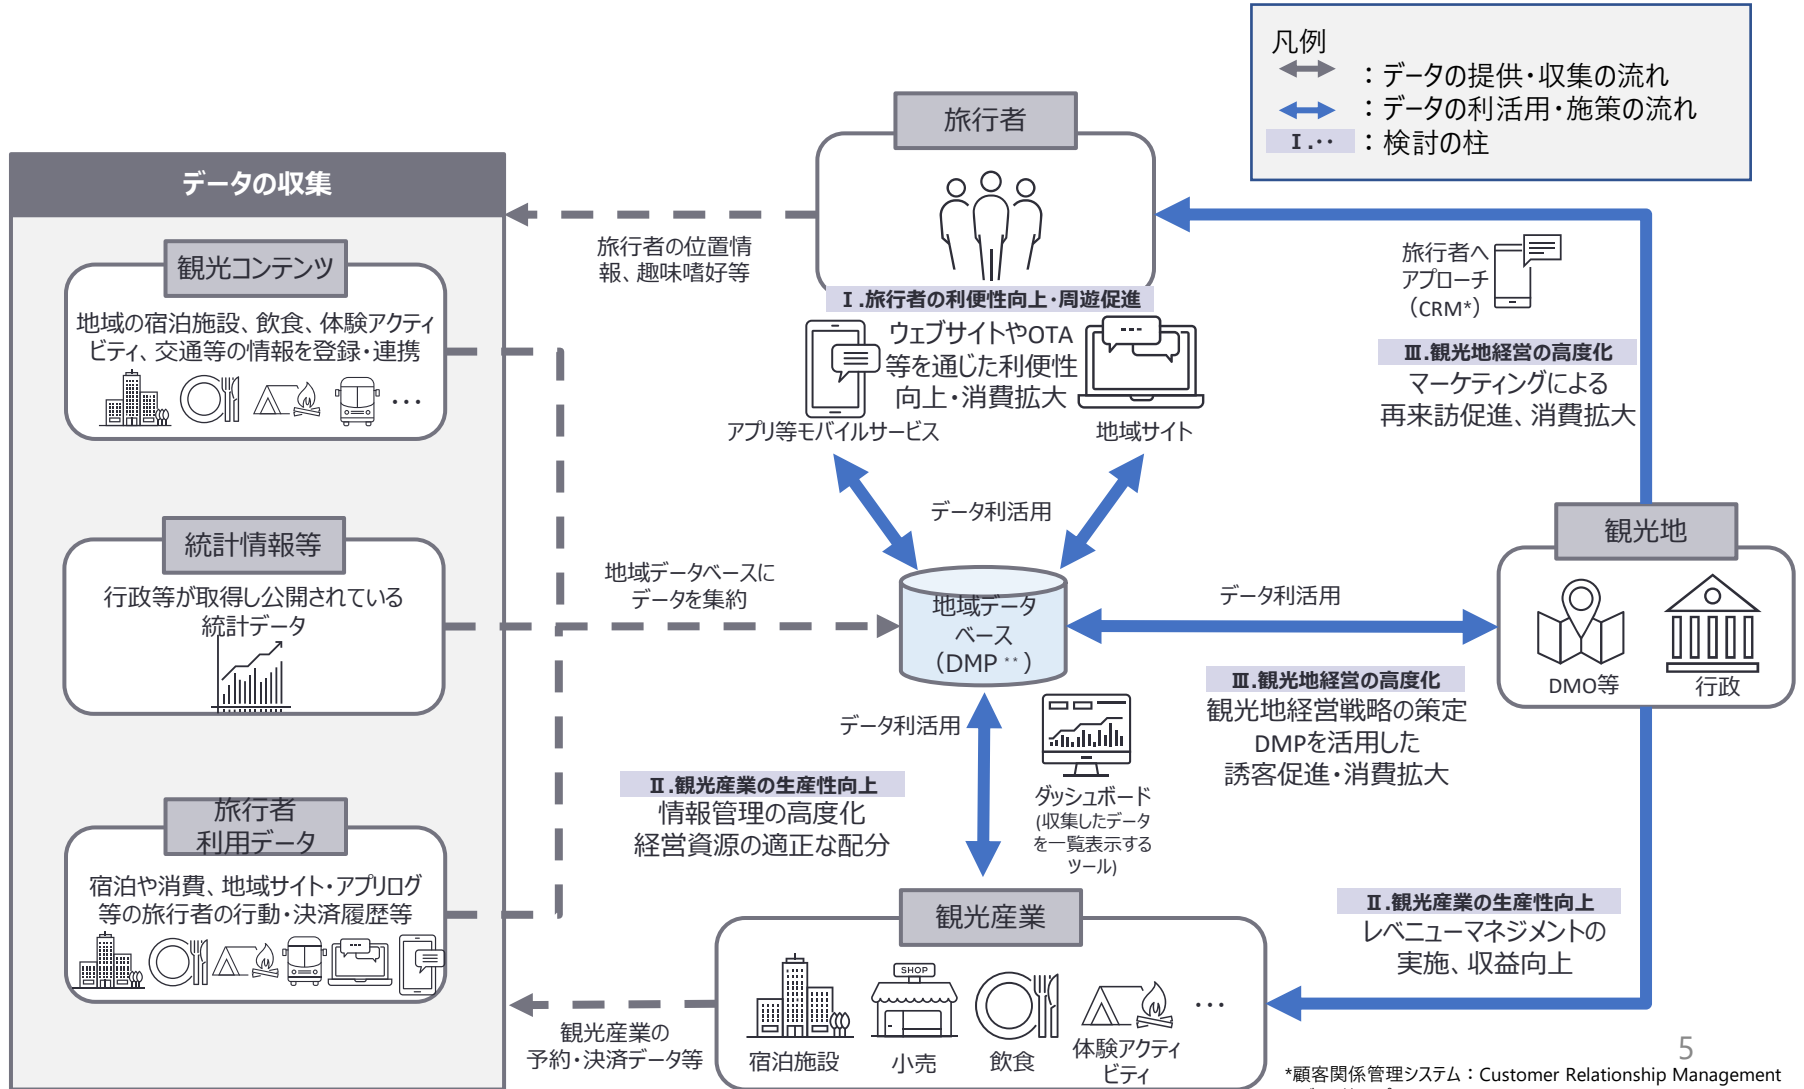 凡例
：データの提供・収集の流れ
：データの利活用・施策の流れ
Ⅰ.‥
：検討の柱
旅行者
データの収集
旅行者の位置情
報、趣味嗜好等
観光コンテンツ
地域の宿泊施設、飲食、体験アクティ
ビティ、交通等の情報を登録・連携
…
Ⅰ.旅行者の利便性向上・周遊促進
ウェブサイトやOTA
等を通じた利便性
向上・消費拡大
アプリ等モバイルサービス
地域サイト
旅行者へ
アプローチ
（CRM*）
Ⅲ.観光地経営の高度化
マーケティングによる
再来訪促進、消費拡大
データ利活用
統計情報等
行政等が取得し公開されている
統計データ
地域データベースに
データを集約
地域データ
ベース
（DMP **）
データ利活用
観光地
DMO等
行政
Ⅲ.観光地経営の高度化
観光地経営戦略の策定
DMPを活用した
誘客促進・消費拡大
データ利活用
Ⅱ.観光産業の生産性向上
情報管理の高度化
経営資源の適正な配分
ダッシュボード
(収集したデータ
を一覧表示する
ツール)
旅行者
利用データ
宿泊や消費、地域サイト・アプリログ
等の旅行者の行動・決済履歴等
観光産業
SHOP
…
宿泊施設
小売
飲食
体験アクティ
ビティ
観光産業の
予約・決済データ等
Ⅱ.観光産業の生産性向上
レベニューマネジメントの
実施、収益向上
5
*顧客関係管理システム：Customer Relationship Management